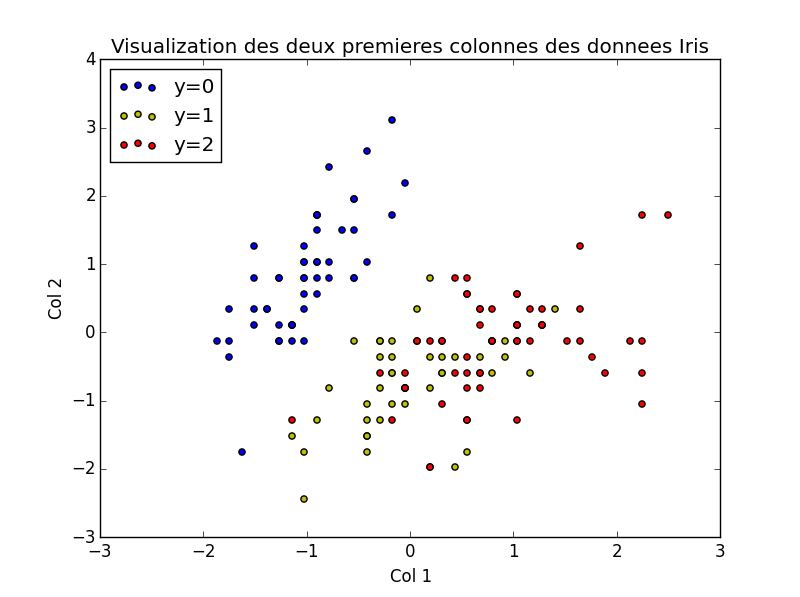 Visualization des deux premieres colonnes des donnees Iris
4
3
2
1
0
−1
−2
−3
y=0
y=1
y=2
Col 2
−3 −2 −1 0 1 2 3
Col 1